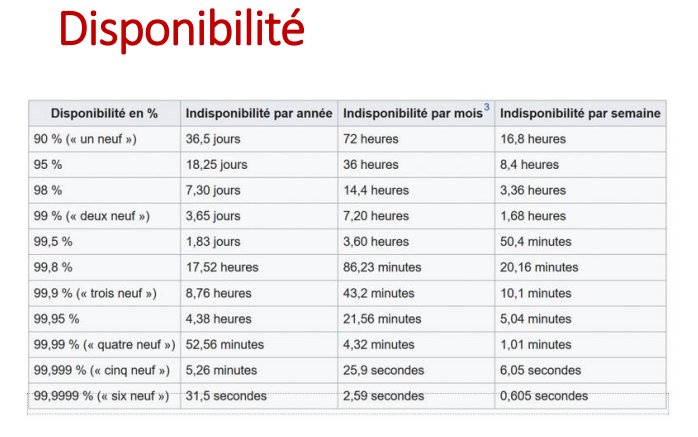 Disponibilité
Disponibilité en % Indisponibilité par année Indisponibilité par mois3 Indisponibilité par semaine
90 % (« un neuf ») 36,5 jours 72 heures 16,8 heures
95 % 18,25 jours 36 heures 8,4 heures
98 % 7,30 jours 14,4 heures 3,36 heures
99 % (« deux neuf ») 3,65 jours 7,20 heures 1,68 heures
99,5 % 1,83 jours 3,60 heures 50,4 minutes
99,8 % 17,52 heures 86,23 minutes 20,16 minutes
99,9 % (« trois neuf ») 8,76 heures 43,2 minutes 10,1 minutes
99,95 % 4,38 heures 21,56 minutes 5,04 minutes
99,99 % (« quatre neuf ») 52,56 minutes 4,32 minutes 1,01 minutes
99,999 % (« cinq neuf ») 5,26 minutes 25,9 secondes 6,05 secondes
99,9999 % (« six neuf ») 31,5 secondes 2,59 secondes 0,605 secondes